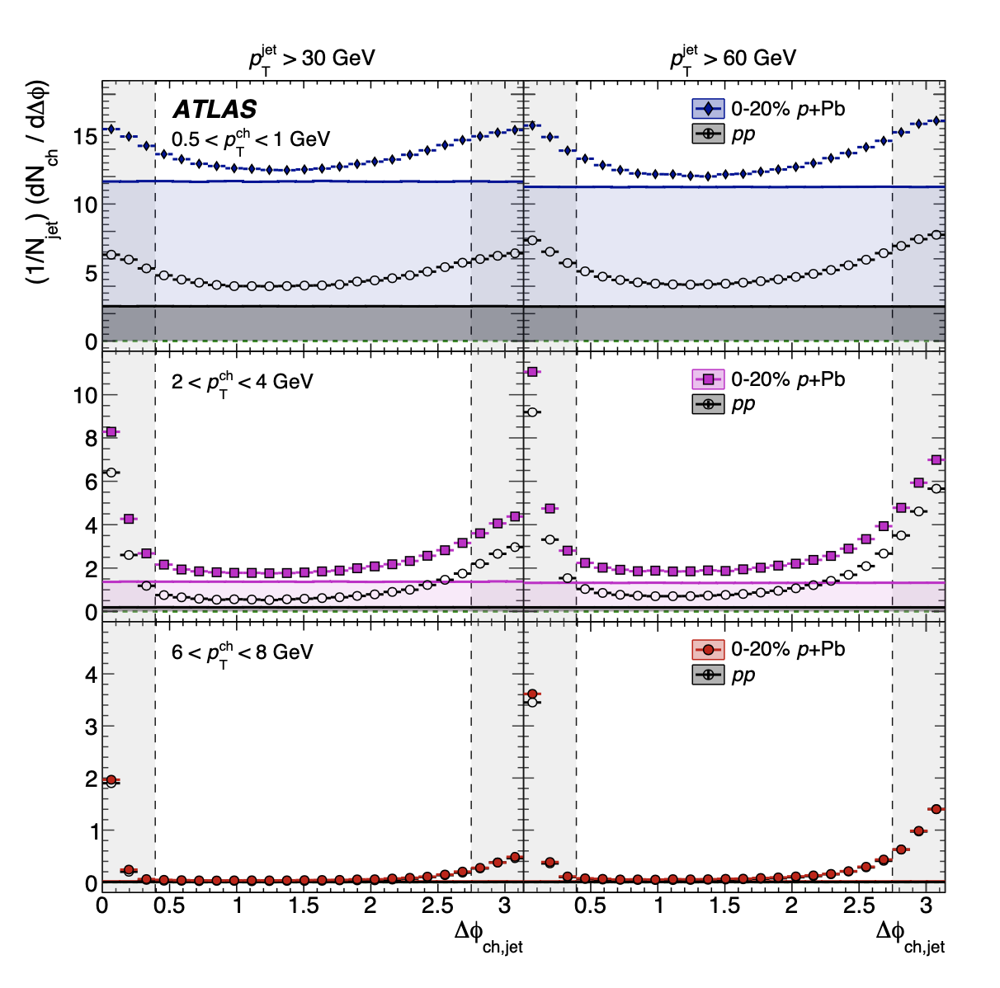 p_T^jet > 30 GeV
p_T^jet > 60 GeV
(1/N_jet) (dN_ch / dΔϕ)
ATLAS
0.5 < p_T^ch < 1 GeV
0-20% p+Pb
pp
15
10
5
0
2 < p_T^ch < 4 GeV
0-20% p+Pb
pp
10
8
6
4
2
0
6 < p_T^ch < 8 GeV
0-20% p+Pb
pp
4
3
2
1
0
0 0.5 1 1.5 2 2.5 3 0.5 1 1.5 2 2.5 3
Δϕ_ch,jet Δϕ_ch,jet